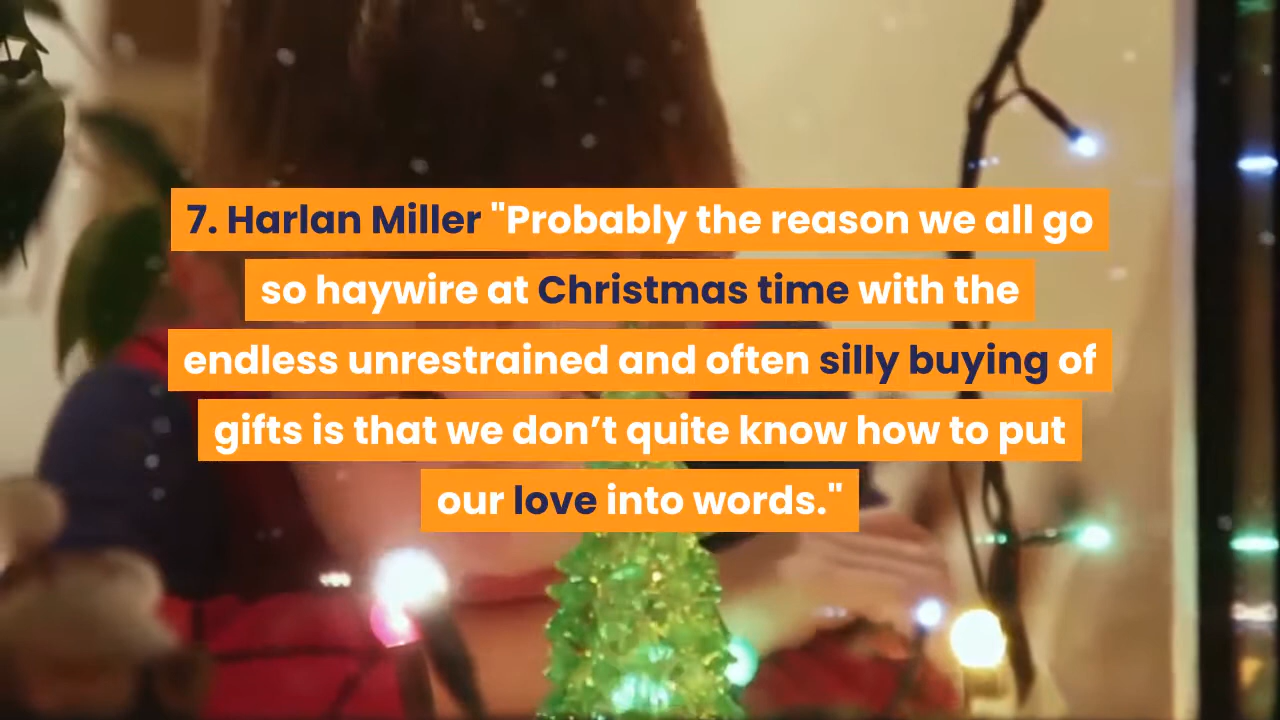 7. Harlan Miller "Probably the reason we all go
so haywire at Christmas time with the
endless unrestrained and often silly buying of
gifts is that we don’t quite know how to put
our love into words."